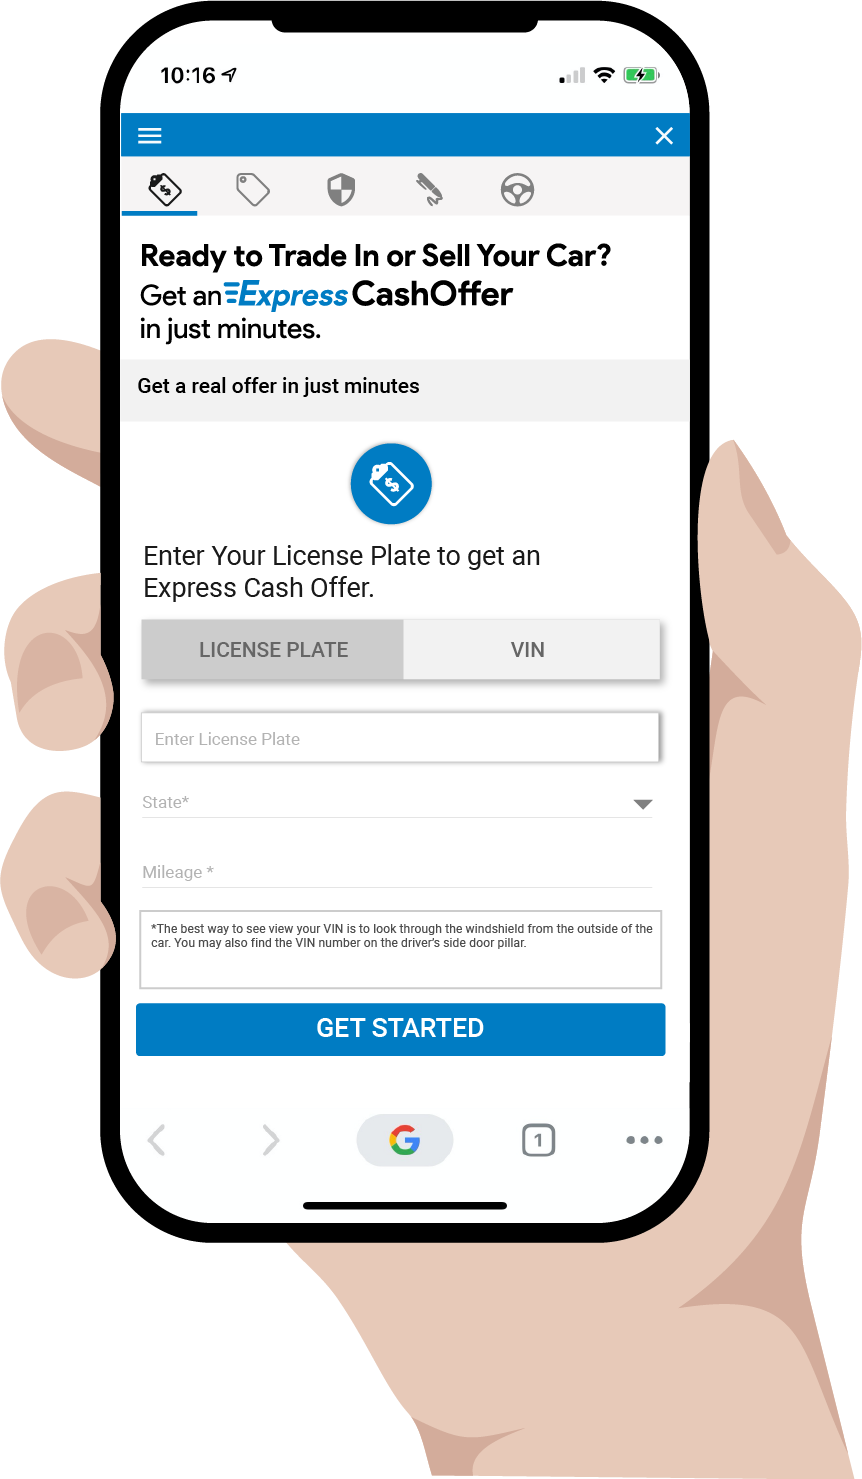 10:16
Ready to Trade In or Sell Your Car?
Get an Express CashOffer
in just minutes.
Get a real offer in just minutes
Enter Your License Plate to get an
Express Cash Offer.
LICENSE PLATE VIN
Enter License Plate
State*
Mileage *
*The best way to see view your VIN is to look through the windshield from the outside of the
car. You may also find the VIN number on the driver's side door pillar.
GET STARTED
G 1